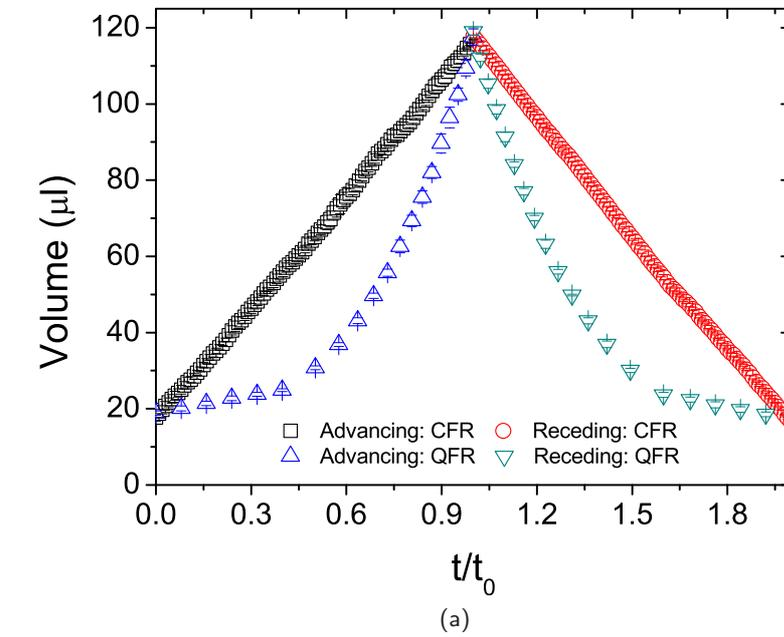 120
100
80
60
40
20
0
Volume (μl)
Advancing: CFR Receding: CFR
Advancing: QFR Receding: QFR
0.0 0.3 0.6 0.9 1.2 1.5 1.8
t/t0
(a)